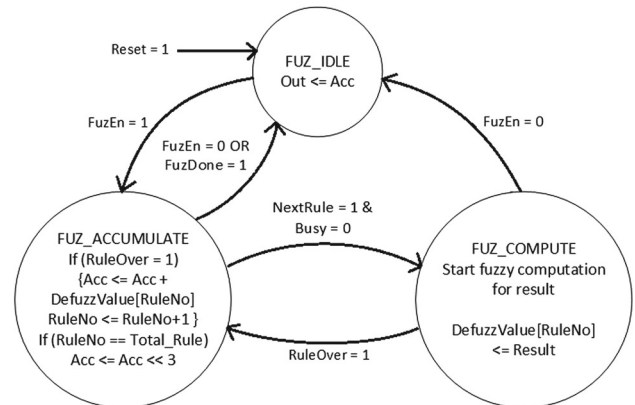 Reset = 1
FUZ_IDLE
Out <= Acc
FuzEn = 1
FuzEn = 0 OR
FuzDone = 1
FuzEn = 0
NextRule = 1 &
Busy = 0
FUZ_ACCUMULATE
If (RuleOver = 1)
{Acc <= Acc +
DefuzzValue[RuleNo]
RuleNo <= RuleNo+1 }
If (RuleNo == Total_Rule)
Acc <= Acc << 3
FUZ_COMPUTE
Start fuzzy computation
for result
DefuzzValue[RuleNo]
<= Result
RuleOver = 1